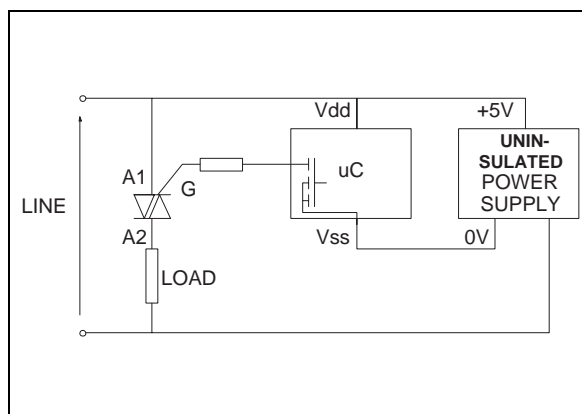 Vdd
+5V
UNIN-
SULATED
POWER
SUPPLY
uC
A1
G
LINE
A2
Vss
0V
LOAD